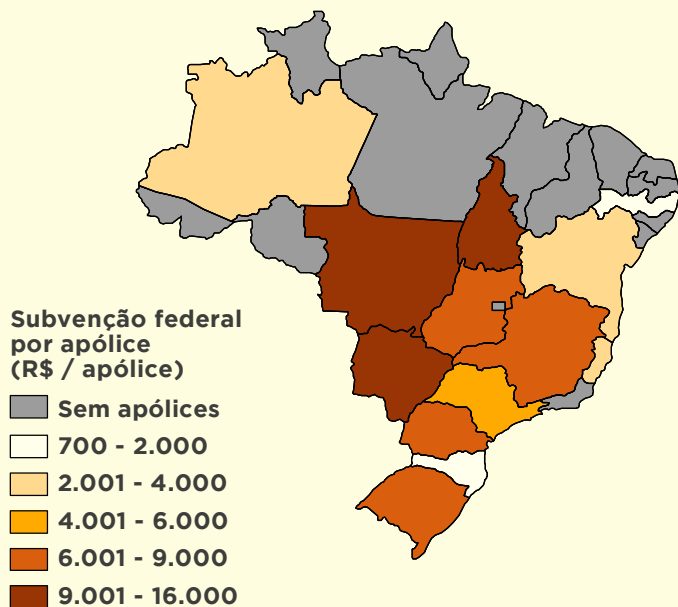 Subvenção federal
por apólice
(R$ / apólice)
Sem apólices
700 - 2.000
2.001 - 4.000
4.001 - 6.000
6.001 - 9.000
9.001 - 16.000